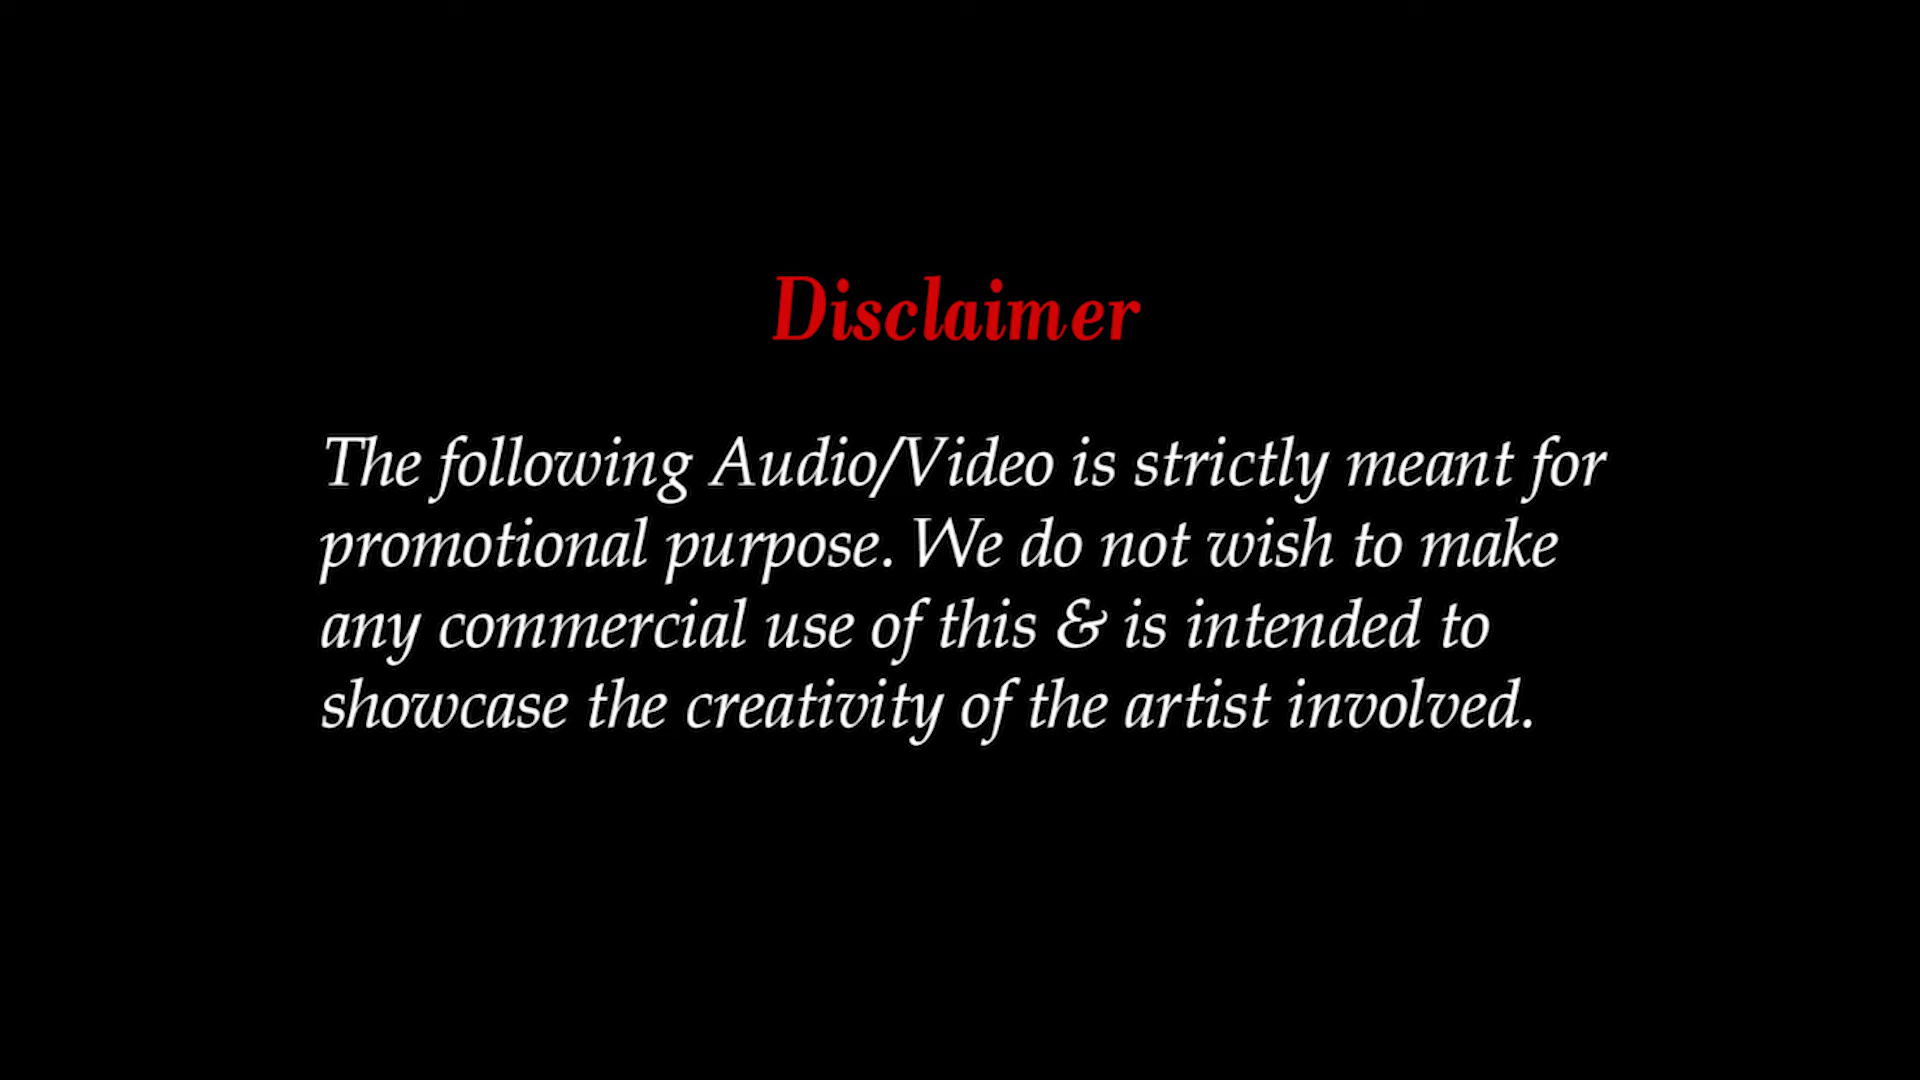 Disclaimer
The following Audio/Video is strictly meant for
promotional purpose. We do not wish to make
any commercial use of this & is intended to
showcase the creativity of the artist involved.